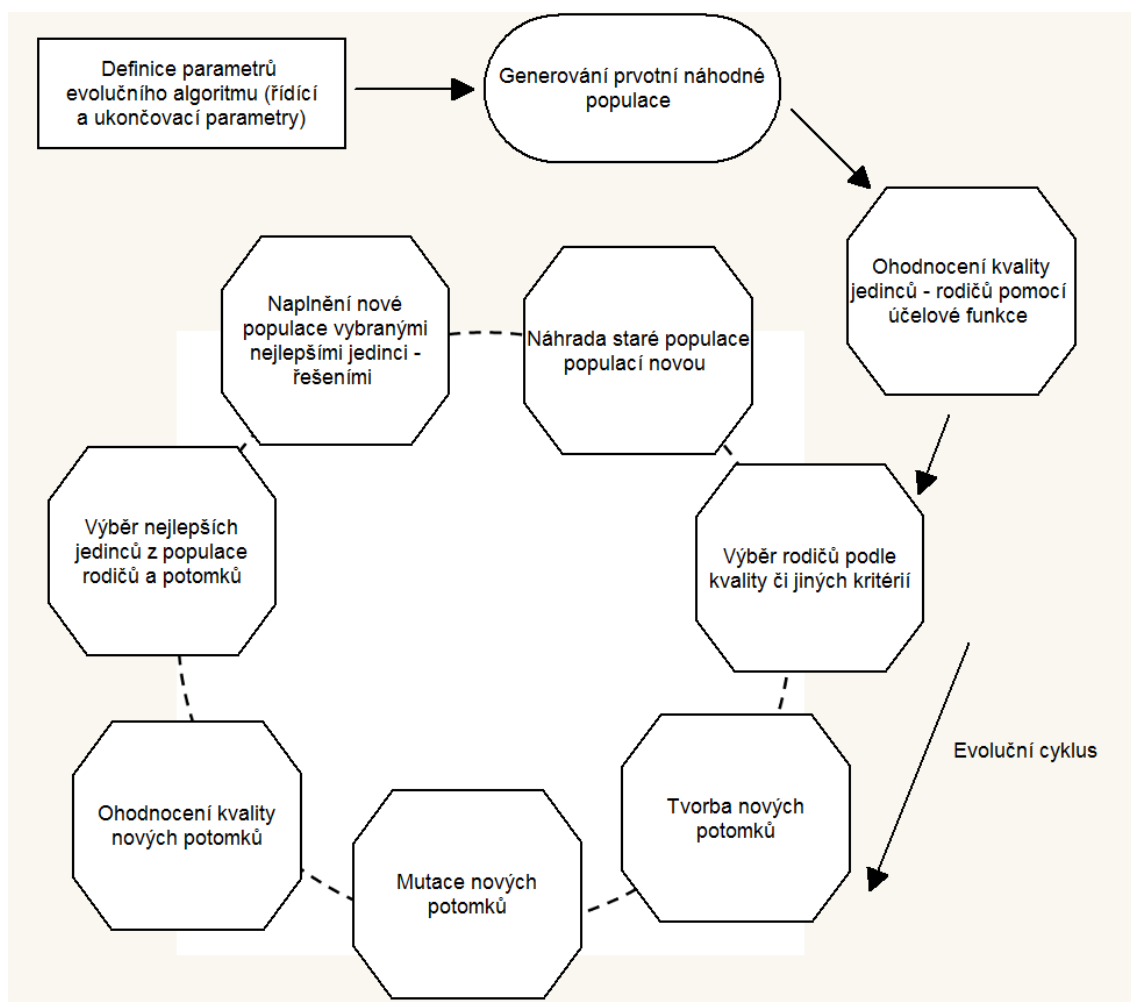 Definice parametrů
evolučního algoritmu (řídící
a ukončovací parametry)
Generování prvotní náhodné
populace
Ohodnocení kvality
jedinců - rodičů pomocí
účelové funkce
Výběr rodičů podle
kvality či jiných kritérií
Evoluční cyklus
Tvorba nových
potomků
Mutace nových
potomků
Ohodnocení kvality
nových potomků
Výběr nejlepších
jedinců z populace
rodičů a potomků
Naplnění nové
populace vybranými
nejlepšími jedinci -
řešeními
Náhrada staré populace
populací novou